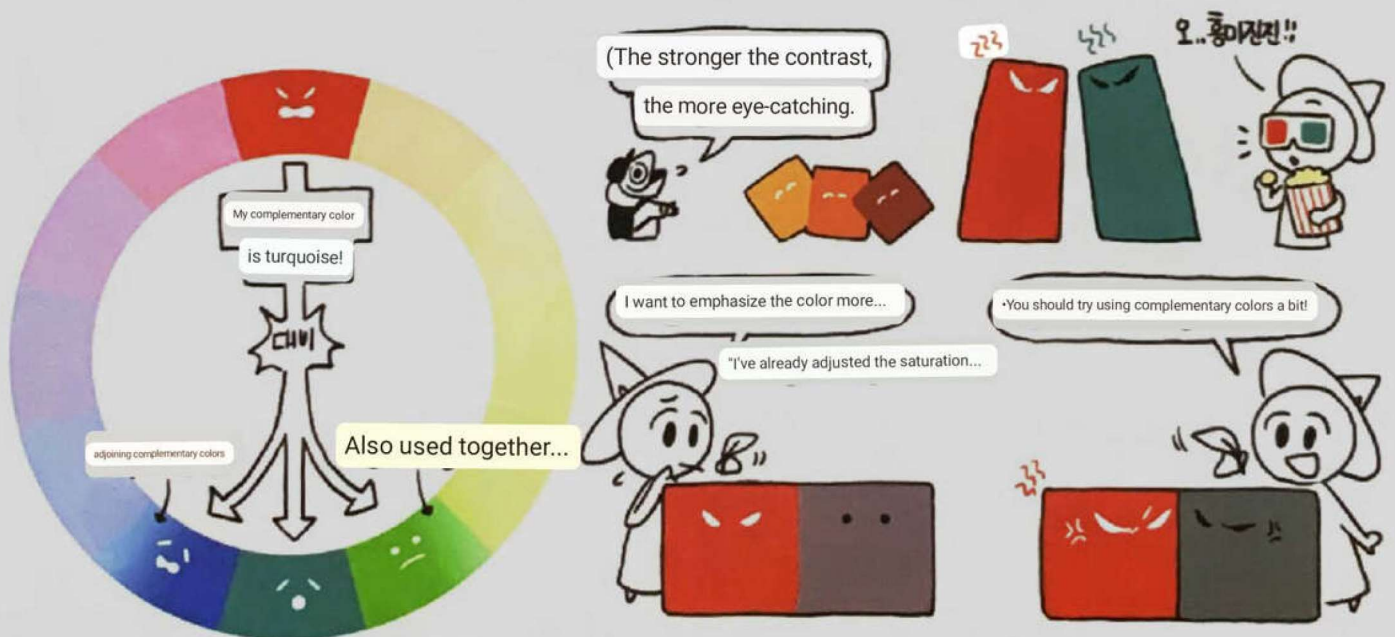 My complementary color
is turquoise!
대비
adjoining complementary colors
Also used together...
(The stronger the contrast,
the more eye-catching.
오..흥미진진!!
I want to emphasize the color more...
"I've already adjusted the saturation...
•You should try using complementary colors a bit!